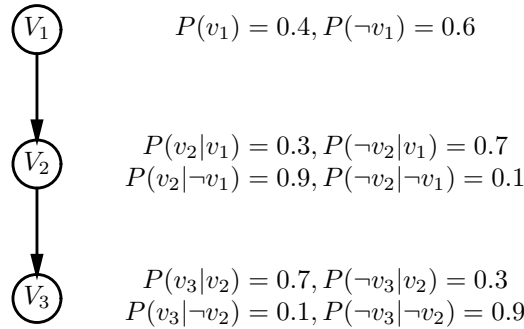 V₁ P(v₁) = 0.4, P(¬v₁) = 0.6
V₂ P(v₂|v₁) = 0.3, P(¬v₂|v₁) = 0.7
P(v₂|¬v₁) = 0.9, P(¬v₂|¬v₁) = 0.1
V₃ P(v₃|v₂) = 0.7, P(¬v₃|v₂) = 0.3
P(v₃|¬v₂) = 0.1, P(¬v₃|¬v₂) = 0.9